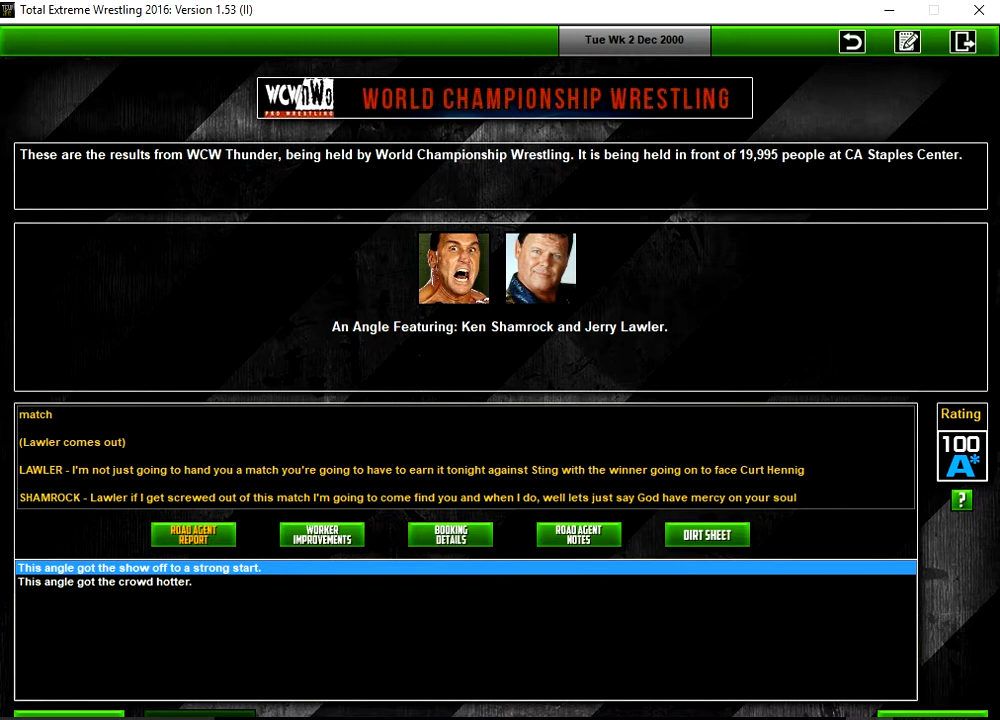 Total Extreme Wrestling 2016: Version 1.53 (II)
Tue Wk 2 Dec 2000
WCW nWo
PRO WRESTLING
WORLD CHAMPIONSHIP WRESTLING
These are the results from WCW Thunder, being held by World Championship Wrestling. It is being held in front of 19,995 people at CA Staples Center.
An Angle Featuring: Ken Shamrock and Jerry Lawler.
match
(Lawler comes out)
LAWLER - I'm not just going to hand you a match you're going to have to earn it tonight against Sting with the winner going on to face Curt Hennig
SHAMROCK - Lawler if I get screwed out of this match I'm going to come find you and when I do, well lets just say God have mercy on your soul
Rating
100
A*
?
ROAD AGENT REPORT
WORKER IMPROVEMENTS
BOOKING DETAILS
ROAD AGENT NOTES
DIRT SHEET
This angle got the show off to a strong start.
This angle got the crowd hotter.